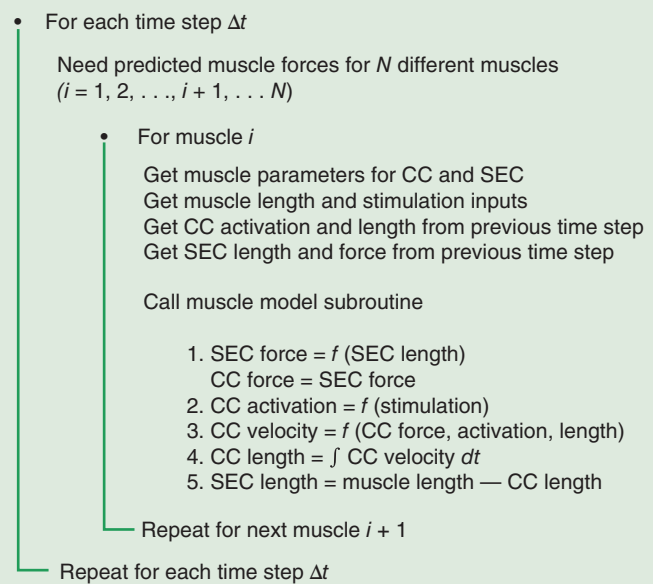 • For each time step Δt
Need predicted muscle forces for N different muscles
(i = 1, 2, . . ., i + 1, . . . N)
• For muscle i
Get muscle parameters for CC and SEC
Get muscle length and stimulation inputs
Get CC activation and length from previous time step
Get SEC length and force from previous time step
Call muscle model subroutine
1. SEC force = f (SEC length)
CC force = SEC force
2. CC activation = f (stimulation)
3. CC velocity = f (CC force, activation, length)
4. CC length = ∫ CC velocity dt
5. SEC length = muscle length — CC length
Repeat for next muscle i + 1
Repeat for each time step Δt